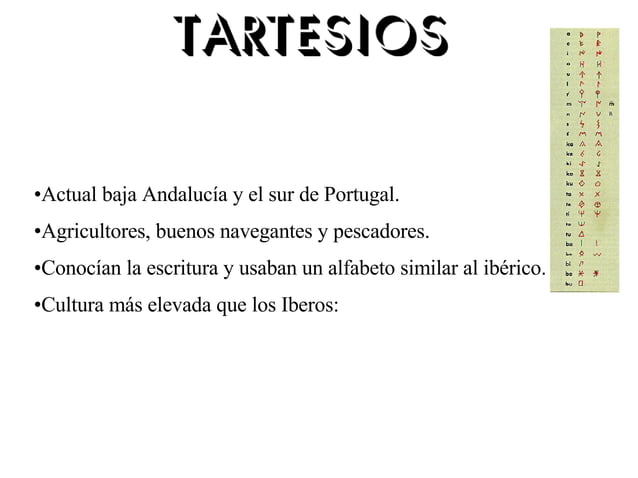 TARTESIOS
•Actual baja Andalucía y el sur de Portugal.
•Agricultores, buenos navegantes y pescadores.
•Conocían la escritura y usaban un alfabeto similar al ibérico.
•Cultura más elevada que los Iberos:
a
e
i
o
u
l
ŕ
m
n
s
ś
ka
ke
ki
ko
ku
ta
te
ti
to
tu
ba
be
bi
bo
bu